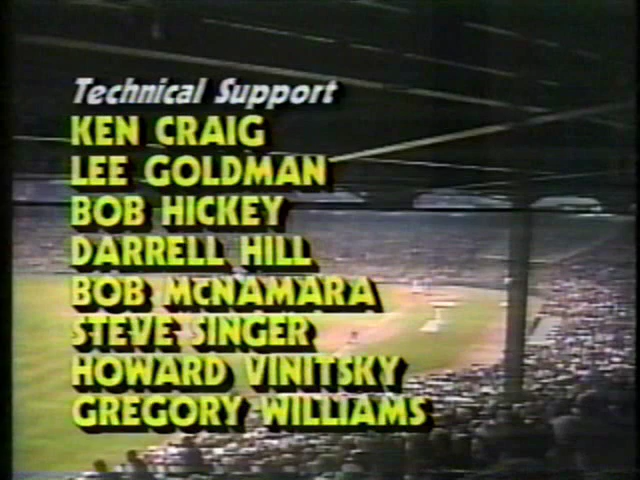 Technical Support
KEN CRAIG
LEE GOLDMAN
BOB HICKEY
DARRELL HILL
BOB McNAMARA
STEVE SINGER
HOWARD VINITSKY
GREGORY WILLIAMS